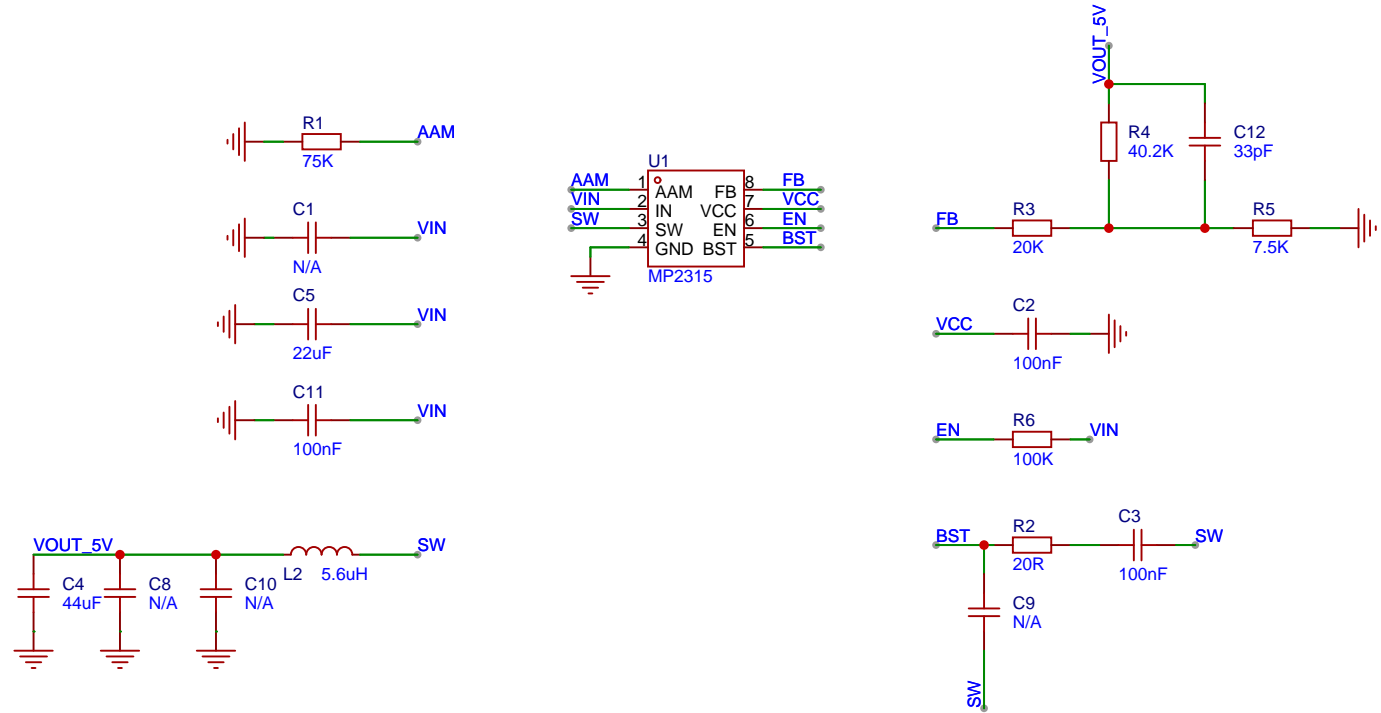 R1
AAM
75K
C1
VIN
N/A
C5
VIN
22uF
C11
VIN
100nF
VOUT_5V
SW
L2
5.6uH
C4
44uF
C8
N/A
C10
N/A
U1
AAM
VIN
SW
1
2
3
4
AAM
IN
SW
GND
FB
VCC
EN
BST
8
7
6
5
FB
VCC
EN
BST
MP2315
VOUT_5V
R4
40.2K
C12
33pF
FB
R3
20K
R5
7.5K
C2
VCC
100nF
EN
R6
VIN
100K
BST
R2
20R
C3
SW
100nF
C9
N/A
SW